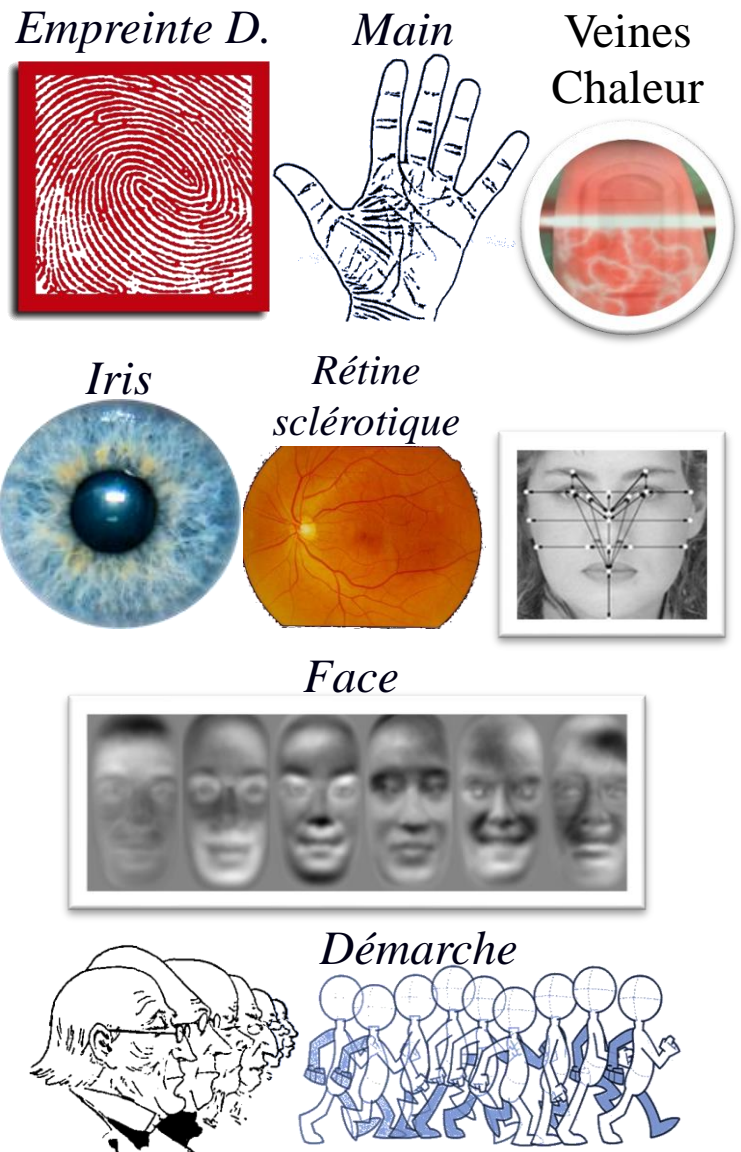 Empreinte D.
Main
Veines
Chaleur
Iris
Rétine
sclérotique
Face
Démarche